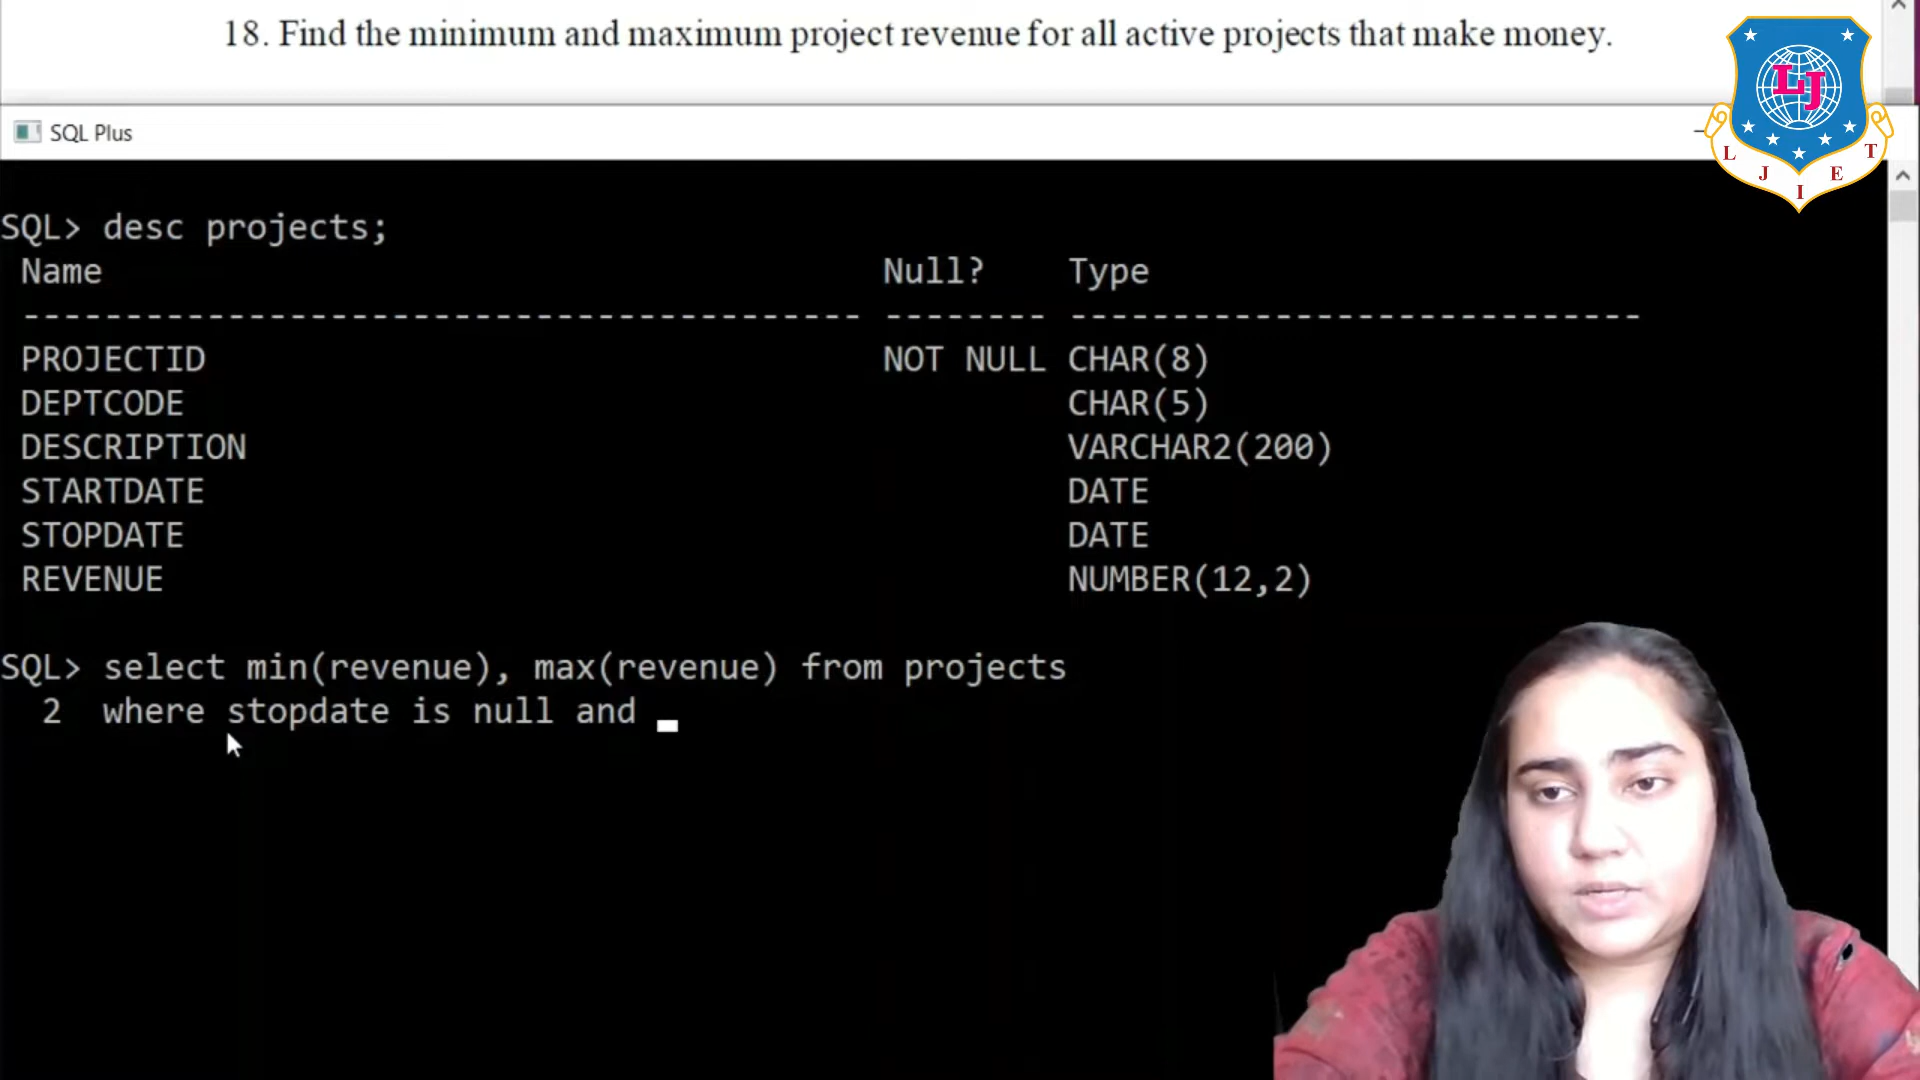 18. Find the minimum and maximum project revenue for all active projects that make money.
LJ
L J I E T
SQL Plus
SQL> desc projects;
Name Null? Type
----------------------------------------- -------- ----------------------------
PROJECTID NOT NULL CHAR(8)
DEPTCODE CHAR(5)
DESCRIPTION VARCHAR2(200)
STARTDATE DATE
STOPDATE DATE
REVENUE NUMBER(12,2)
SQL> select min(revenue), max(revenue) from projects
2 where stopdate is null and